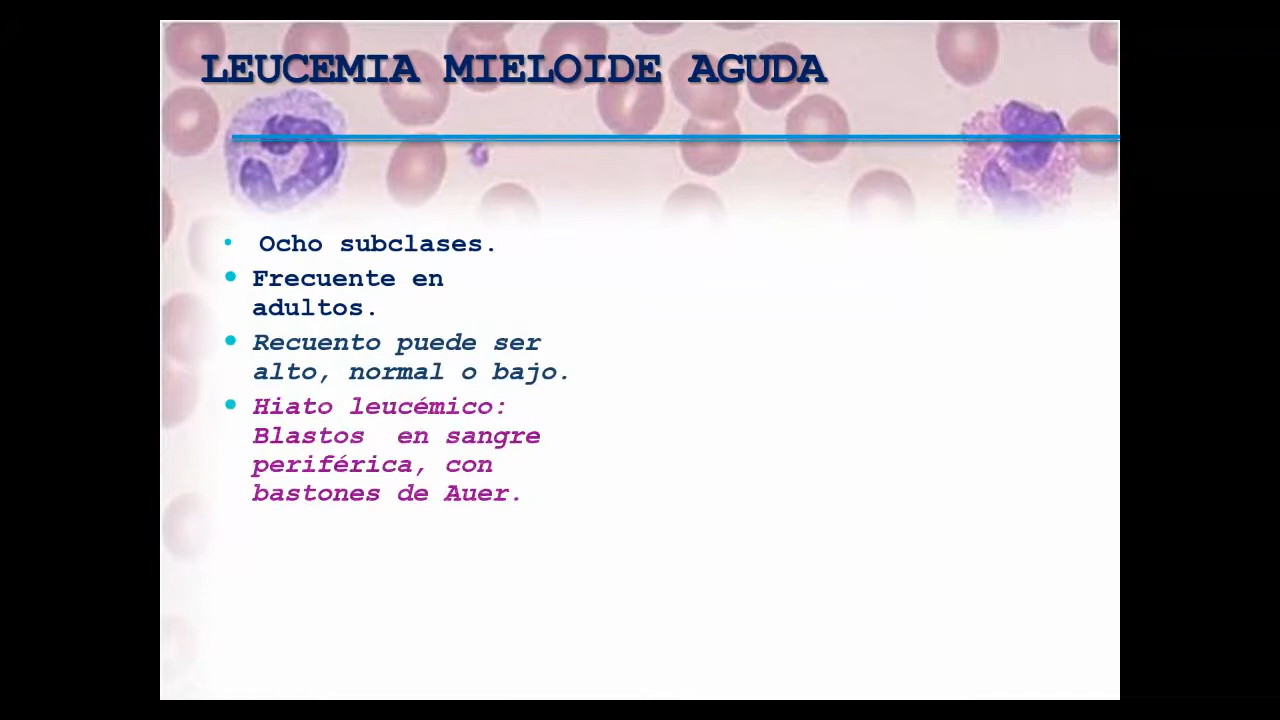 LEUCEMIA MIELOIDE AGUDA
• Ocho subclases.
• Frecuente en
adultos.
• Recuento puede ser
alto, normal o bajo.
• Hiato leucémico:
Blastos en sangre
periférica, con
bastones de Auer.